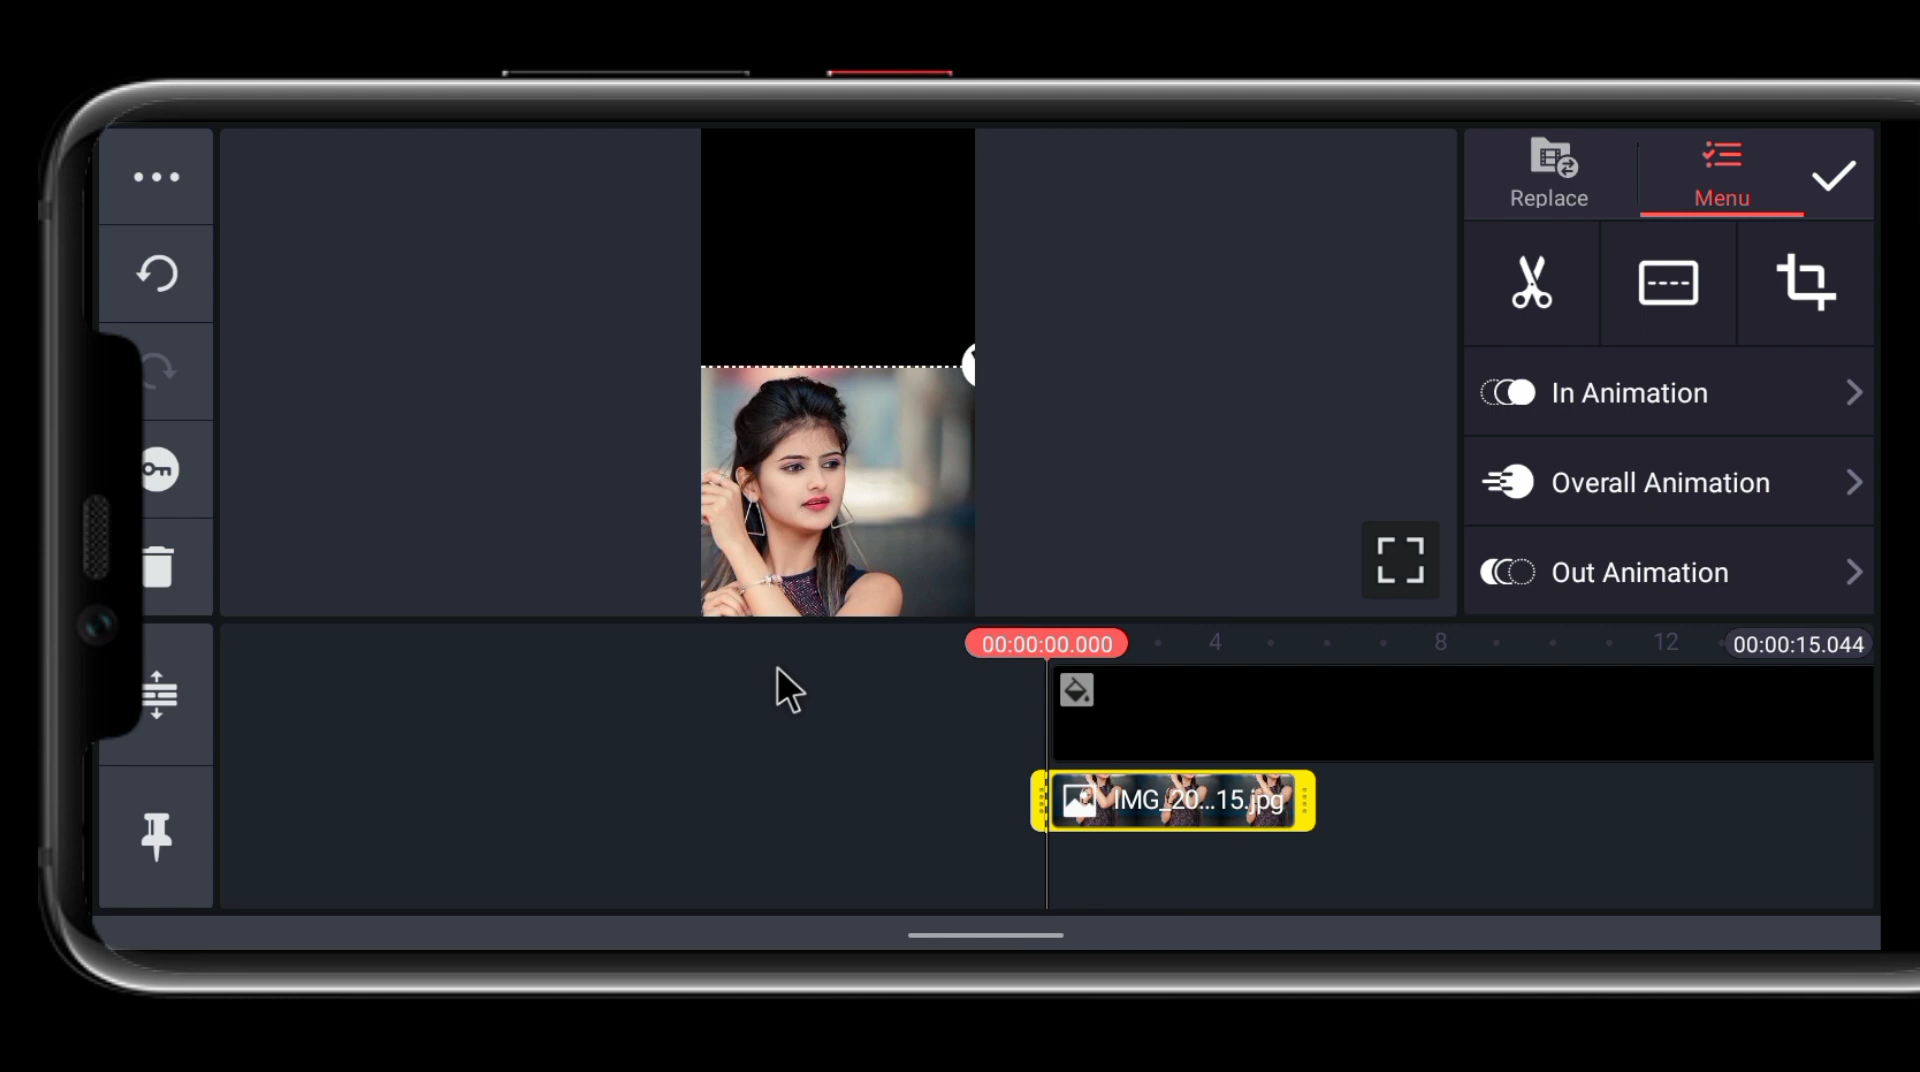 Replace
Menu
In Animation
Overall Animation
Out Animation
00:00:00.000
4
8
12
00:00:15.044
IMG_20...15.jpg